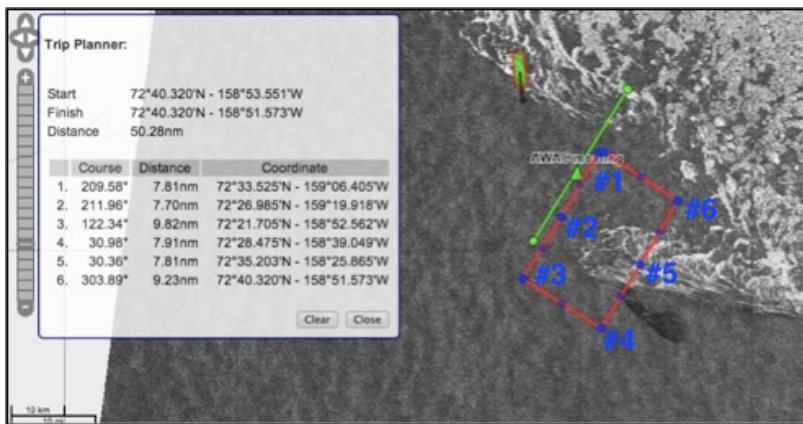 Trip Planner:
Start 72°40.320'N - 158°53.551'W
Finish 72°40.320'N - 158°51.573'W
Distance 50.28nm
Course Distance Coordinate
1. 209.58° 7.81nm 72°33.525'N - 159°06.405'W
2. 211.96° 7.70nm 72°26.985'N - 159°19.918'W
3. 122.34° 9.82nm 72°21.705'N - 158°52.562'W
4. 30.98° 7.91nm 72°28.475'N - 158°39.049'W
5. 30.36° 7.81nm 72°35.203'N - 158°25.865'W
6. 303.89° 9.23nm 72°40.320'N - 158°51.573'W
Clear Close
#1
#6
#2
#5
#3
#4
10 km
10 mi